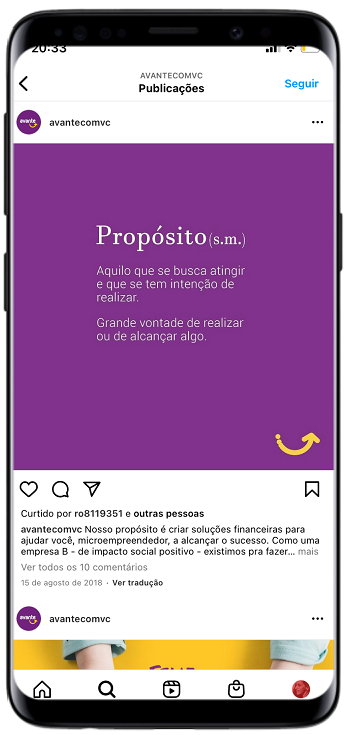 20:33
AVANTECOMVC
Publicações
Seguir
avante
avantecomvc
Propósito (s.m.)
Aquilo que se busca atingir
e que se tem intenção de
realizar.
Grande vontade de realizar
ou de alcançar algo.
Curtido por ro8119351 e outras pessoas
avantecomvc Nosso propósito é criar soluções financeiras para
ajudar você, microempreendedor, a alcançar o sucesso. Como uma
empresa B - de impacto social positivo - existimos pra fazer... mais
Ver todos os 10 comentários
15 de agosto de 2018 · Ver tradução
avante
avantecomvc